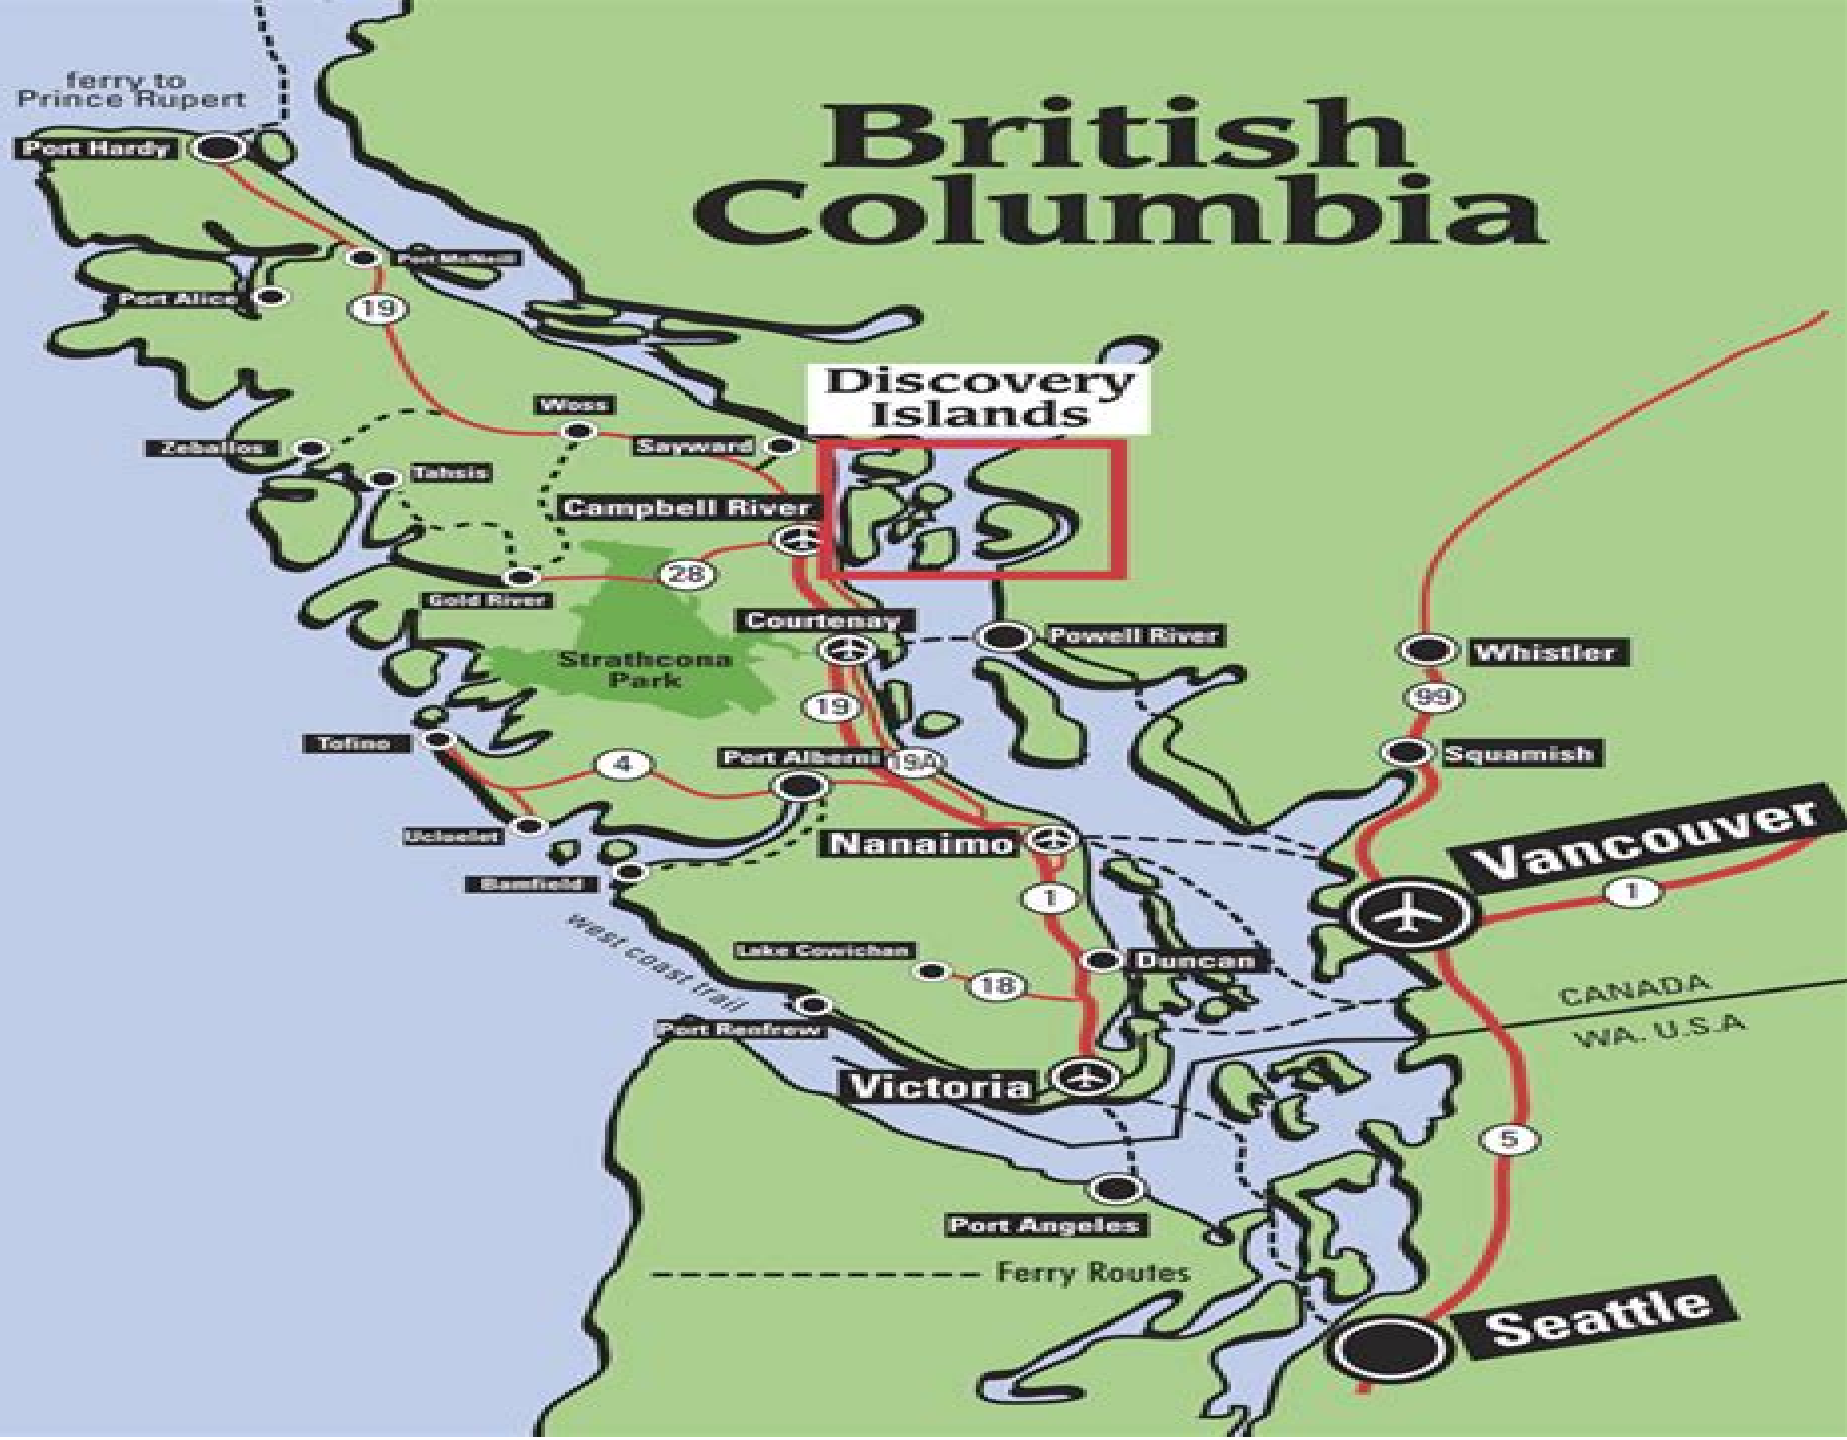 ferry to
Prince Rupert
British
Columbia
Port Hardy
Port McNeill
Port Alice
19
Discovery
Islands
Woss
Zeballos
Sayward
Tahsis
Campbell River
28
Gold River
Courtenay
Powell River
Strathcona
Park
Whistler
99
19
Tofino
Squamish
4
Port Alberni
19A
Ucluelet
Nanaimo
Vancouver
Bamfield
1
1
west coast trail
Lake Cowichan
Duncan
18
CANADA
Port Renfrew
WA. U.S.A
Victoria
5
Port Angeles
Ferry Routes
Seattle